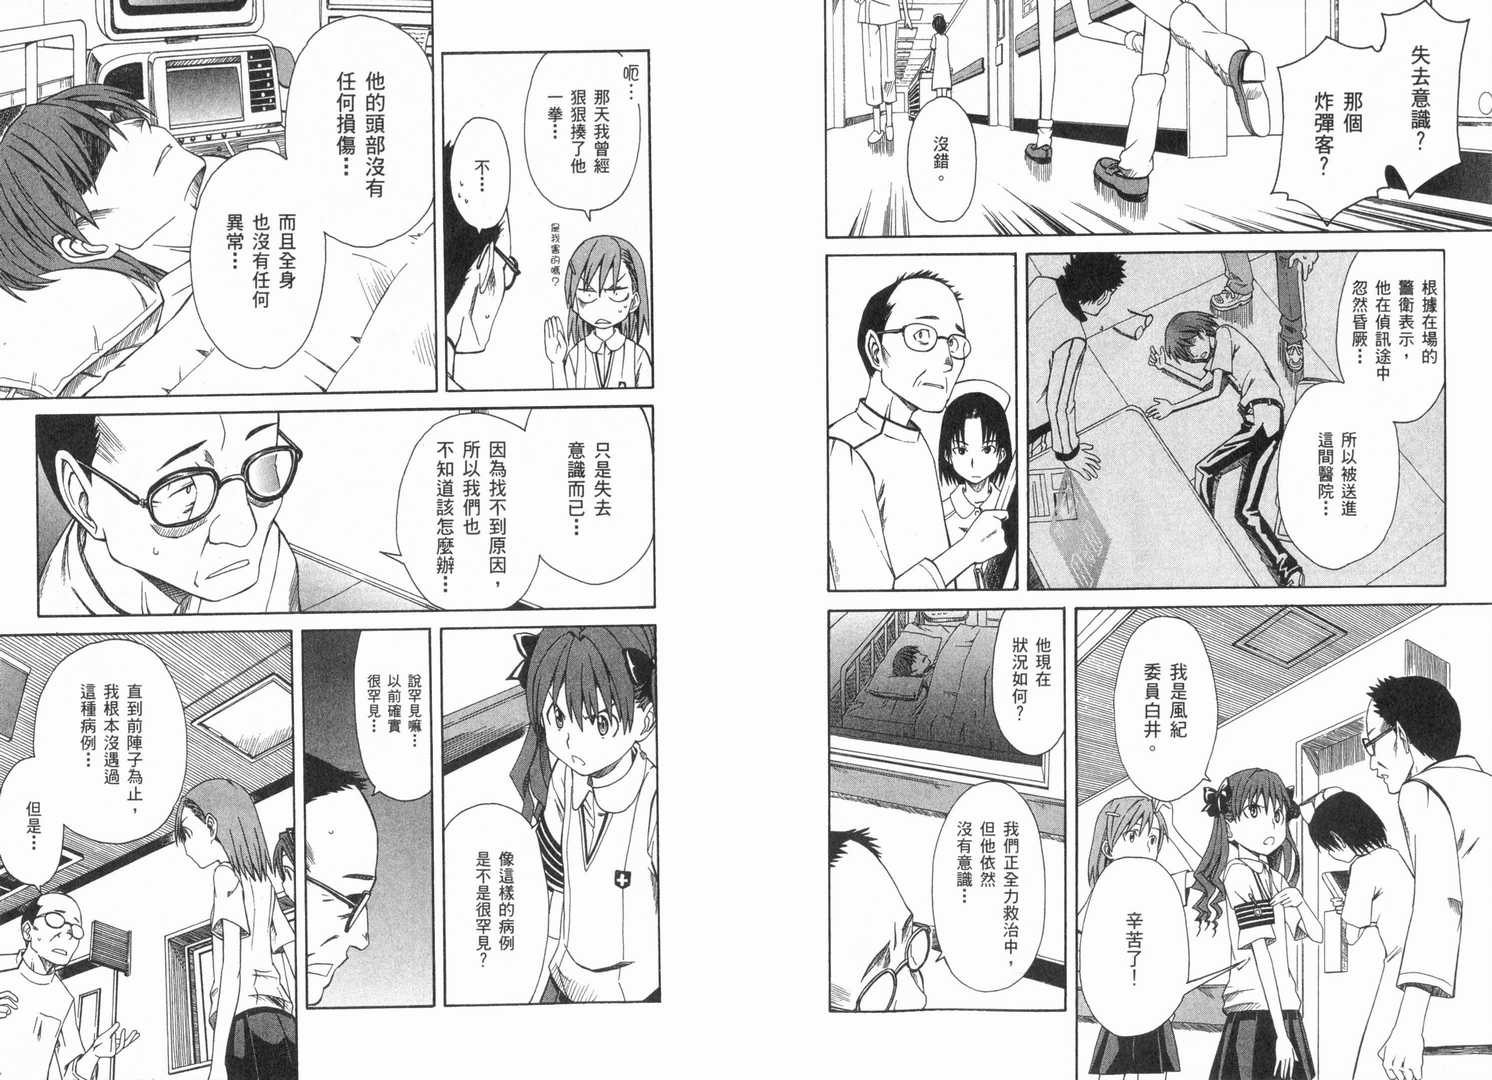 失去意識？
那個
炸彈客？
沒錯。
根據在場的
警衛表示，
他在偵訊途中
忽然昏厥…
所以被送進
這間醫院…
我是風紀
委員白井。
辛苦了！
他現在
狀況如何？
我們正全力救治中，
但他依然
沒有意識…
呃…
那天我曾經
狠狠揍了他
一拳…
是我害的嗎？
不…
他的頭部沒有
任何損傷…
而且全身
也沒有任何
異常…
只是失去
意識而已…
因為找不到原因，
所以我們也
不知道該怎麼辦…
像這樣的病例
是不是很罕見？
說罕見嘛…
以前確實
很罕見…
直到前陣子為止，
我根本沒遇過
這種病例…
但是…